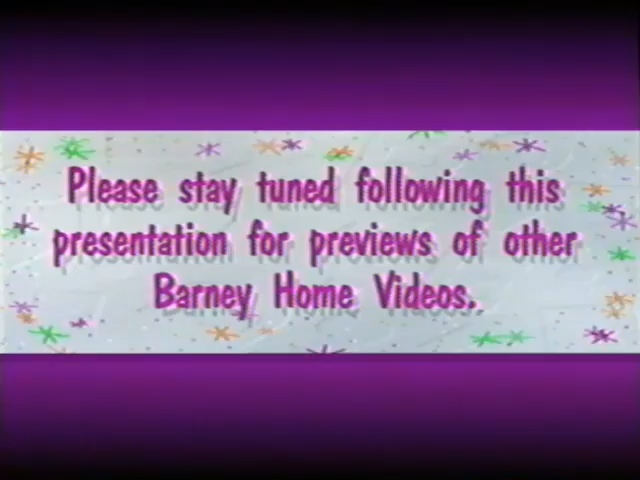 Please stay tuned following this
presentation for previews of other
Barney Home Videos.